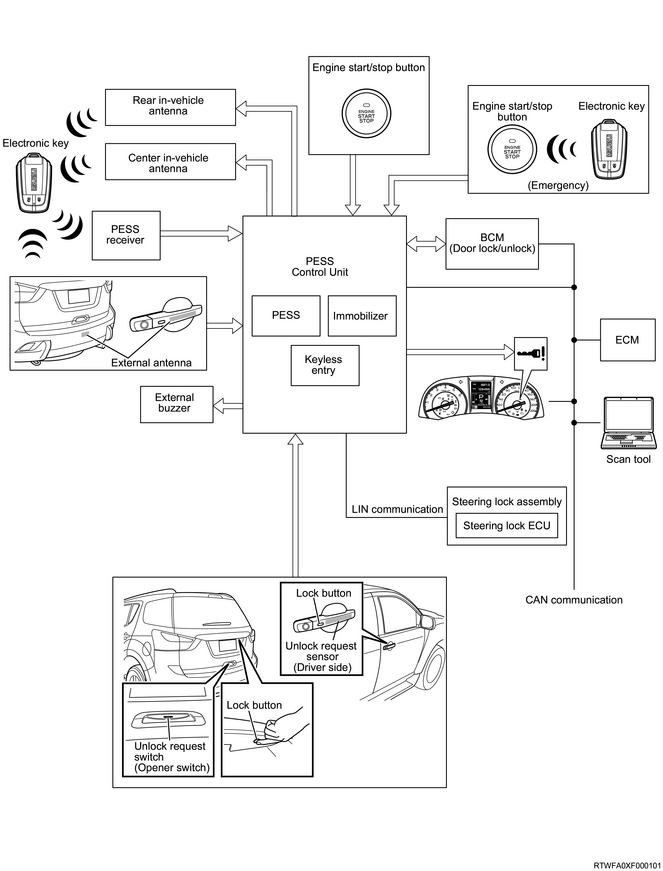 Engine start/stop button
ENGINE
START
STOP
Engine start/stop
button
Electronic key
ENGINE
START
STOP
(Emergency)
Rear in-vehicle
antenna
Center in-vehicle
antenna
Electronic key
PESS
receiver
PESS
Control Unit
PESS
Immobilizer
Keyless
entry
BCM
(Door lock/unlock)
ECM
External antenna
External
buzzer
Scan tool
LIN communication
Steering lock assembly
Steering lock ECU
CAN communication
Lock button
Unlock request
sensor
(Driver side)
Lock button
Unlock request
switch
(Opener switch)
RTWFA0XF000101